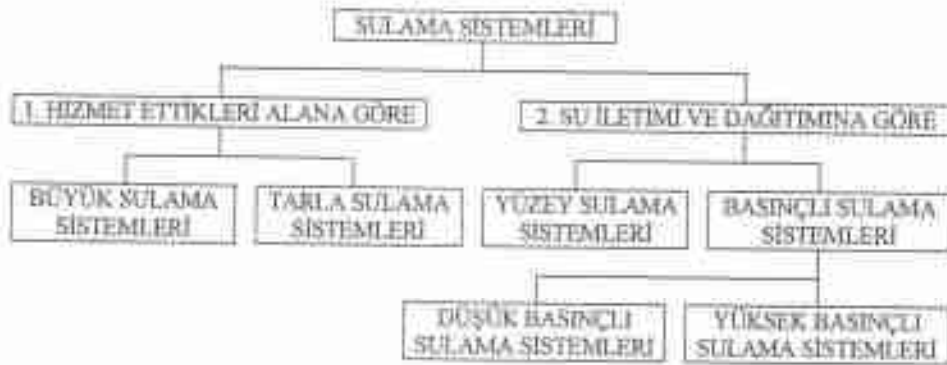 SULAMA SİSTEMLERİ
1. HİZMET ETTİKLERİ ALANA GÖRE
2. SU İLETİMİ VE DAĞITIMINA GÖRE
BÜYÜK SULAMA
SİSTEMLERİ
TARLA SULAMA
SİSTEMLERİ
YÜZEY SULAMA
SİSTEMLERİ
BASINÇLI SULAMA
SİSTEMLERİ
DÜŞÜK BASINÇLI
SULAMA SİSTEMLERİ
YÜKSEK BASINÇLI
SULAMA SİSTEMLERİ